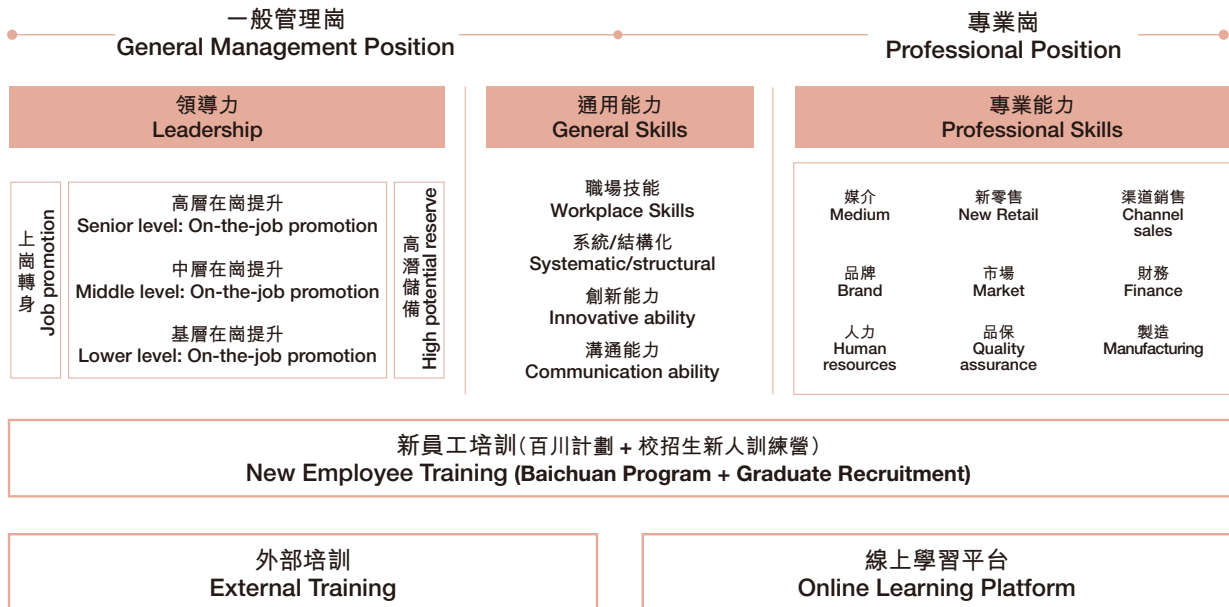 一般管理崗
General Management Position
專業崗
Professional Position
領導力
Leadership
通用能力
General Skills
專業能力
Professional Skills
上崗轉身
Job promotion
高層在崗提升
Senior level: On-the-job promotion
中層在崗提升
Middle level: On-the-job promotion
基層在崗提升
Lower level: On-the-job promotion
高潛儲備
High potential reserve
職場技能
Workplace Skills
系統/結構化
Systematic/structural
創新能力
Innovative ability
溝通能力
Communication ability
媒介
Medium
新零售
New Retail
渠道銷售
Channel
sales
品牌
Brand
市場
Market
財務
Finance
人力
Human
resources
品保
Quality
assurance
製造
Manufacturing
新員工培訓(百川計劃 + 校招生新人訓練營)
New Employee Training (Baichuan Program + Graduate Recruitment)
外部培訓
External Training
線上學習平台
Online Learning Platform